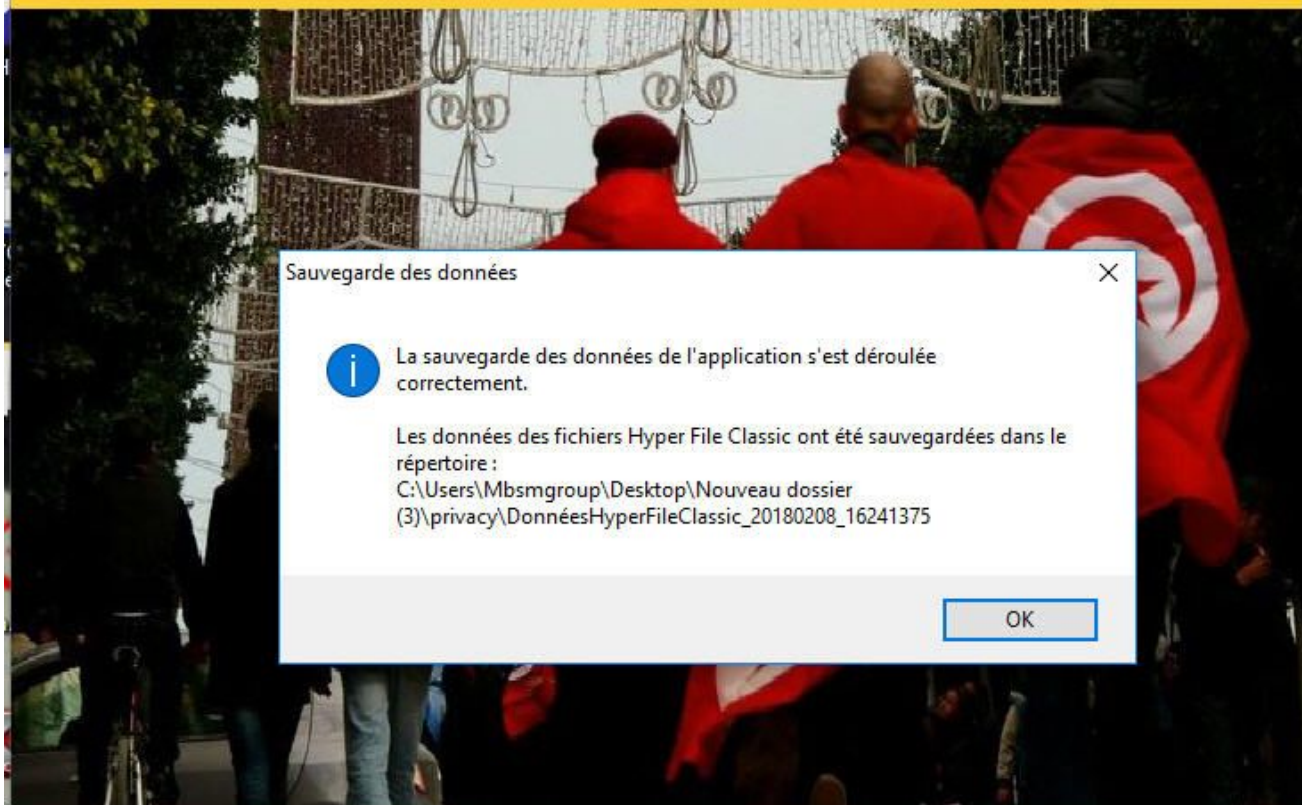 Sauvegarde des données
La sauvegarde des données de l'application s'est déroulée
correctement.
Les données des fichiers Hyper File Classic ont été sauvegardées dans le
répertoire :
C:\Users\Mbsmgroup\Desktop\Nouveau dossier
(3)\privacy\DonnéesHyperFileClassic_20180208_16241375
OK